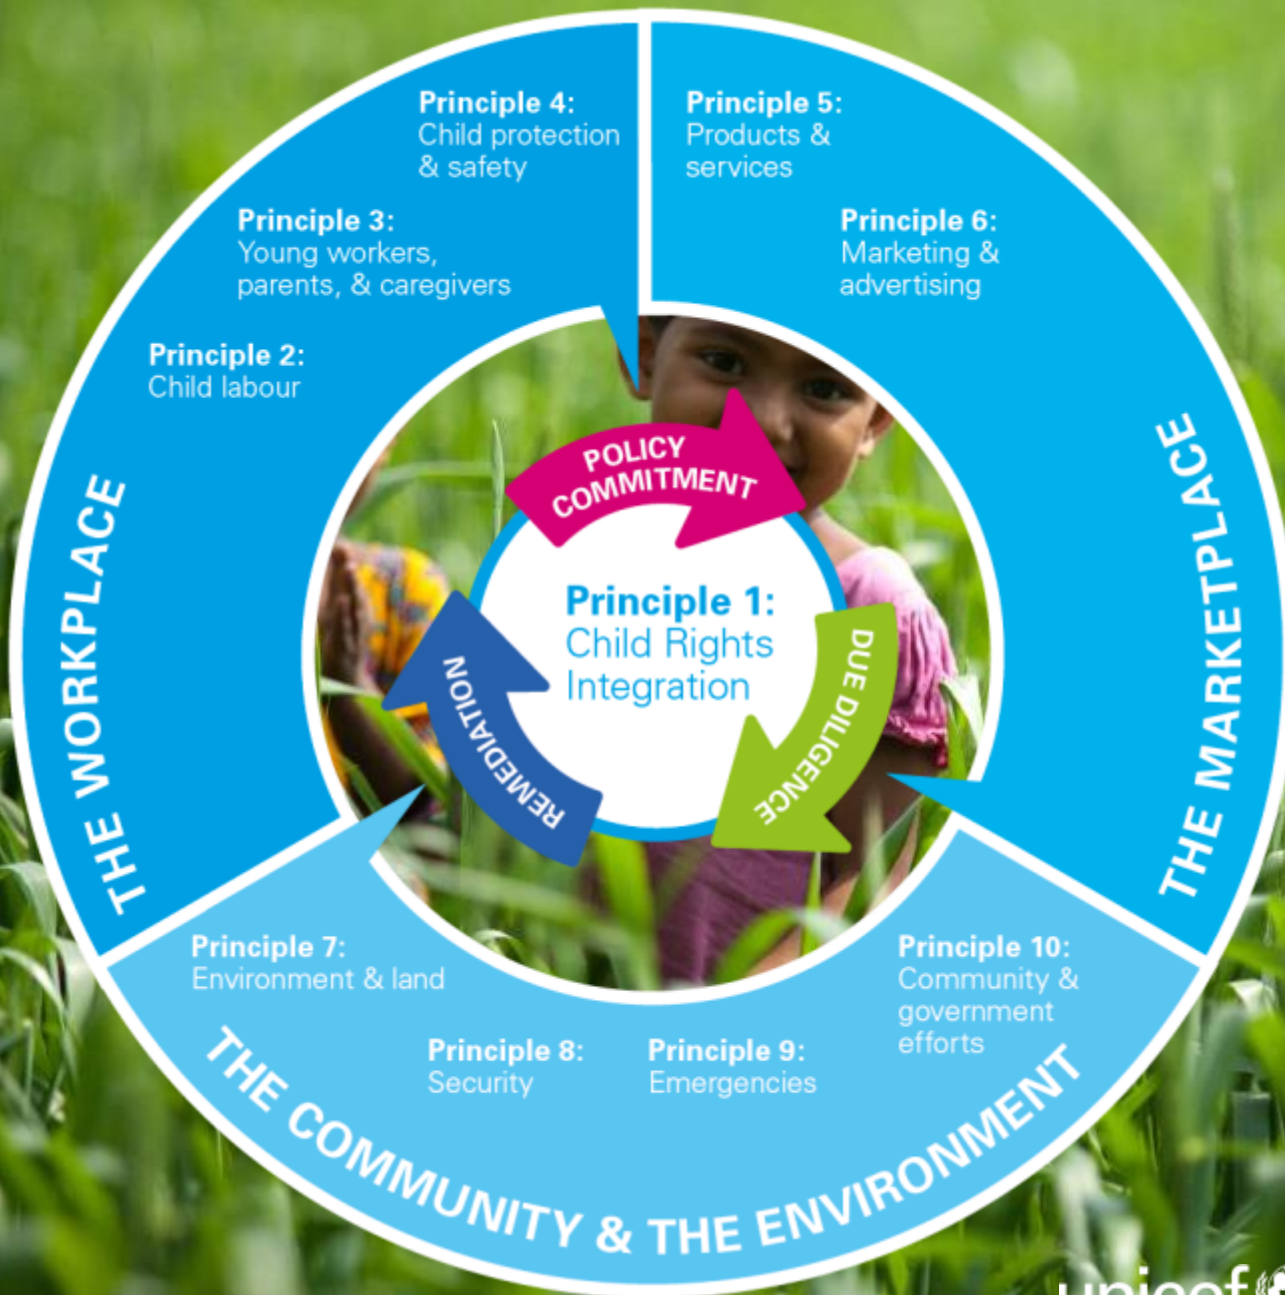 Principle 4:
Child protection
& safety
Principle 5:
Products &
services
Principle 3:
Young workers,
parents, & caregivers
Principle 6:
Marketing &
advertising
Principle 2:
Child labour
THE WORKPLACE
THE MARKETPLACE
POLICY
COMMITMENT
Principle 1:
Child Rights
Integration
DUE DILIGENCE
REMEDIATION
Principle 7:
Environment & land
Principle 8:
Security
Principle 9:
Emergencies
Principle 10:
Community &
government
efforts
THE COMMUNITY & THE ENVIRONMENT
unicef